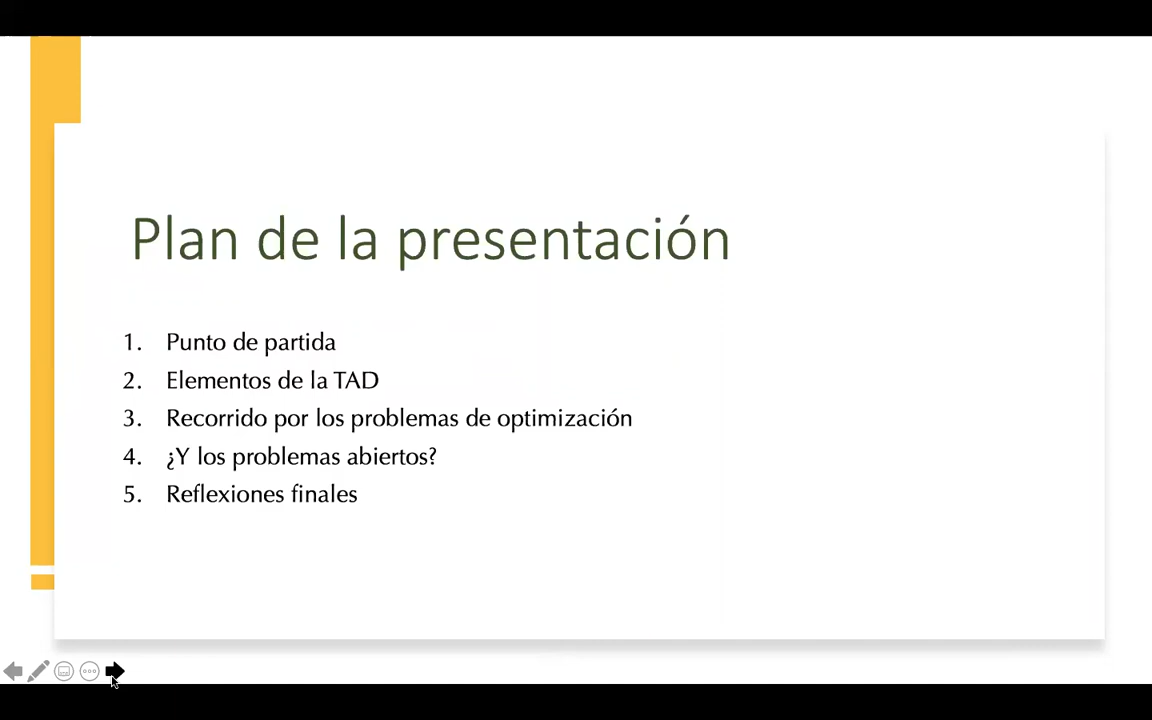 Plan de la presentación
1. Punto de partida
2. Elementos de la TAD
3. Recorrido por los problemas de optimización
4. ¿Y los problemas abiertos?
5. Reflexiones finales